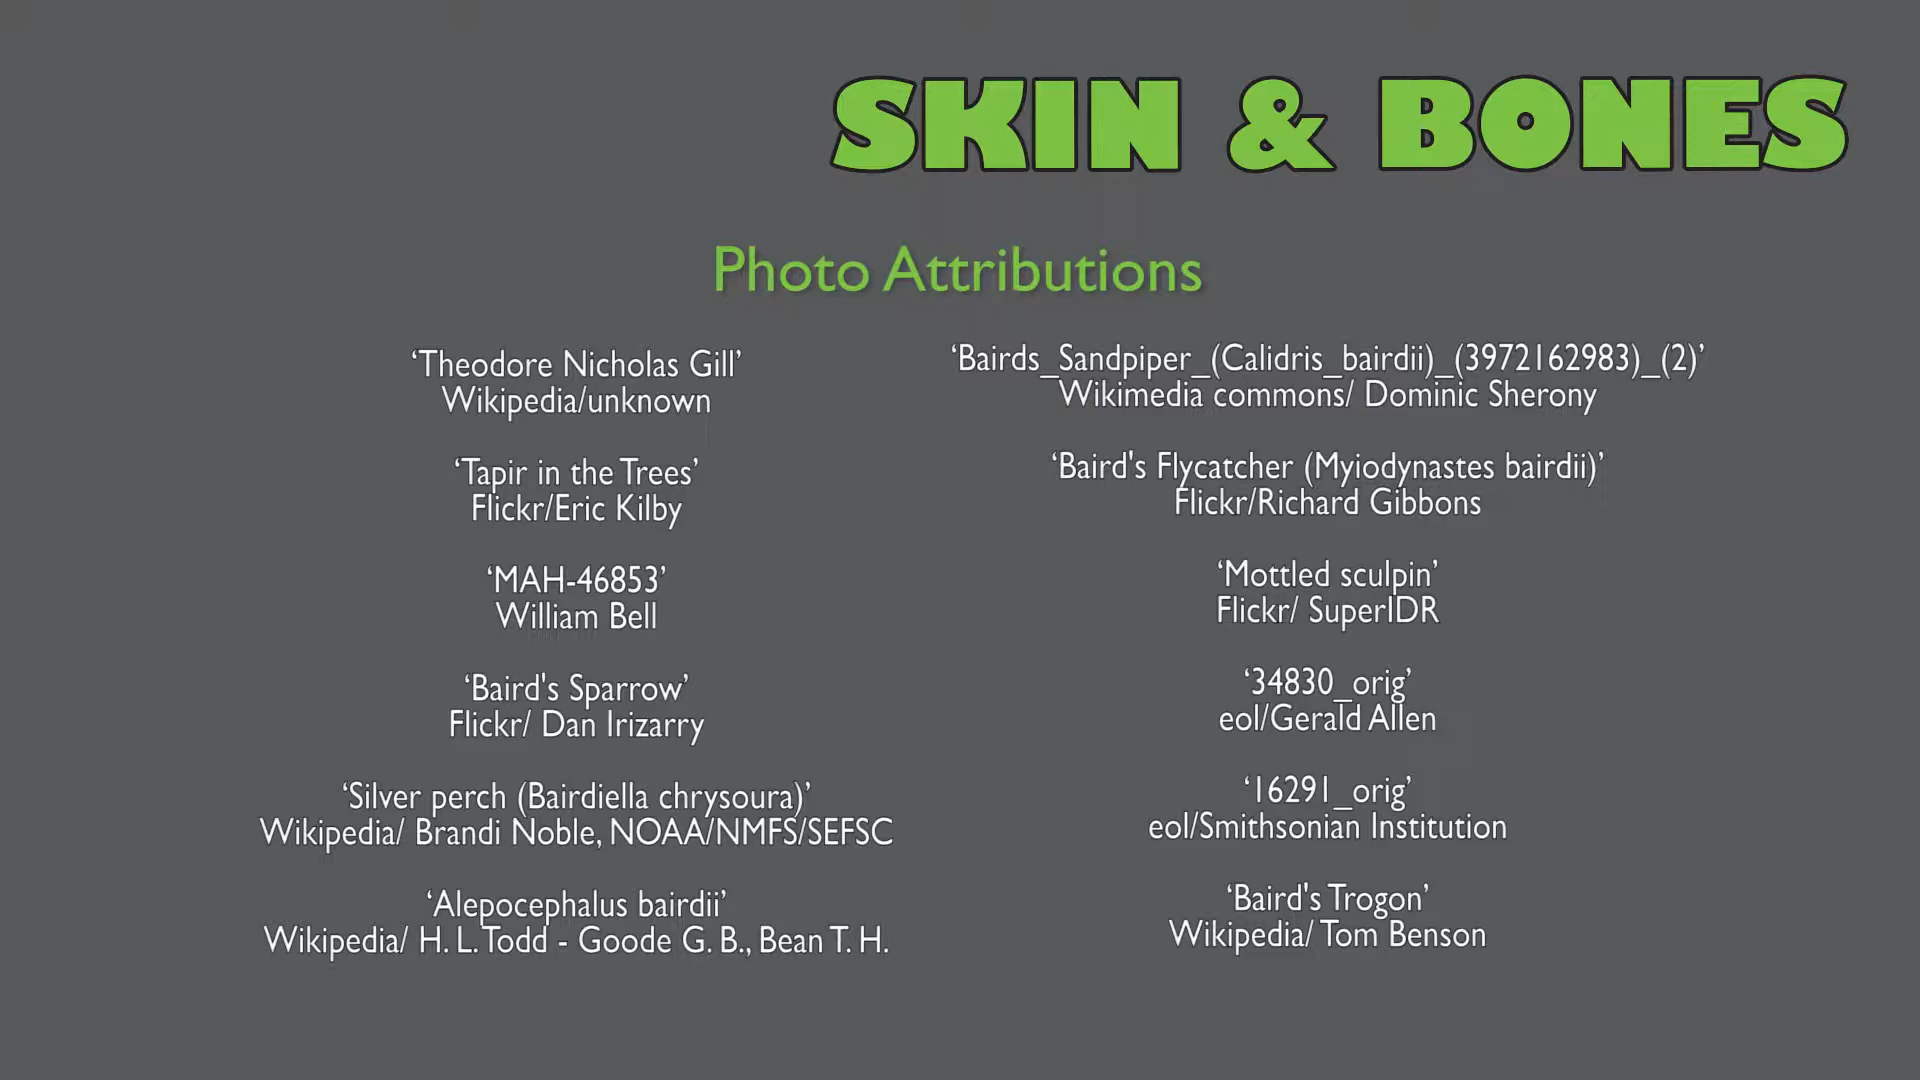 SKIN & BONES
Photo Attributions
‘Theodore Nicholas Gill’
Wikipedia/unknown
‘Tapir in the Trees’
Flickr/Eric Kilby
‘MAH-46853’
William Bell
‘Baird's Sparrow’
Flickr/ Dan Irizarry
‘Silver perch (Bairdiella chrysoura)’
Wikipedia/ Brandi Noble, NOAA/NMFS/SEFSC
‘Alepocephalus bairdii’
Wikipedia/ H. L. Todd - Goode G. B., Bean T. H.
‘Bairds_Sandpiper_(Calidris_bairdii)_(3972162983)_(2)’
Wikimedia commons/ Dominic Sherony
‘Baird's Flycatcher (Myiodynastes bairdii)’
Flickr/Richard Gibbons
‘Mottled sculpin’
Flickr/ SuperIDR
‘34830_orig’
eol/Gerald Allen
‘16291_orig’
eol/Smithsonian Institution
‘Baird's Trogon’
Wikipedia/ Tom Benson